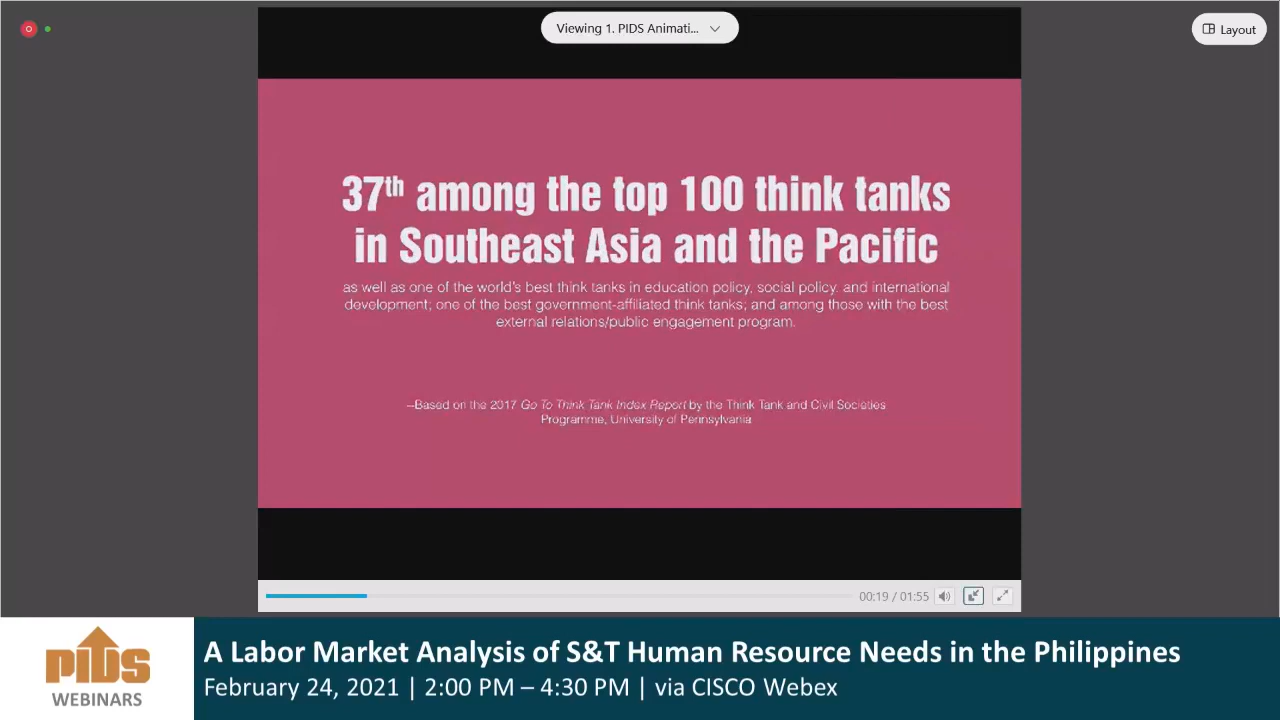 Viewing 1. PIDS Animati...
Layout
37th among the top 100 think tanks
in Southeast Asia and the Pacific
as well as one of the world's best think tanks in education policy, social policy, and international
development; one of the best government-affiliated think tanks; and among those with the best
external relations/public engagement program.
--Based on the 2017 Go To Think Tank Index Report by the Think Tank and Civil Societies
Programme, University of Pennsylvania
00:19 / 01:55
PIDS
WEBINARS
A Labor Market Analysis of S&T Human Resource Needs in the Philippines
February 24, 2021 | 2:00 PM – 4:30 PM | via CISCO Webex